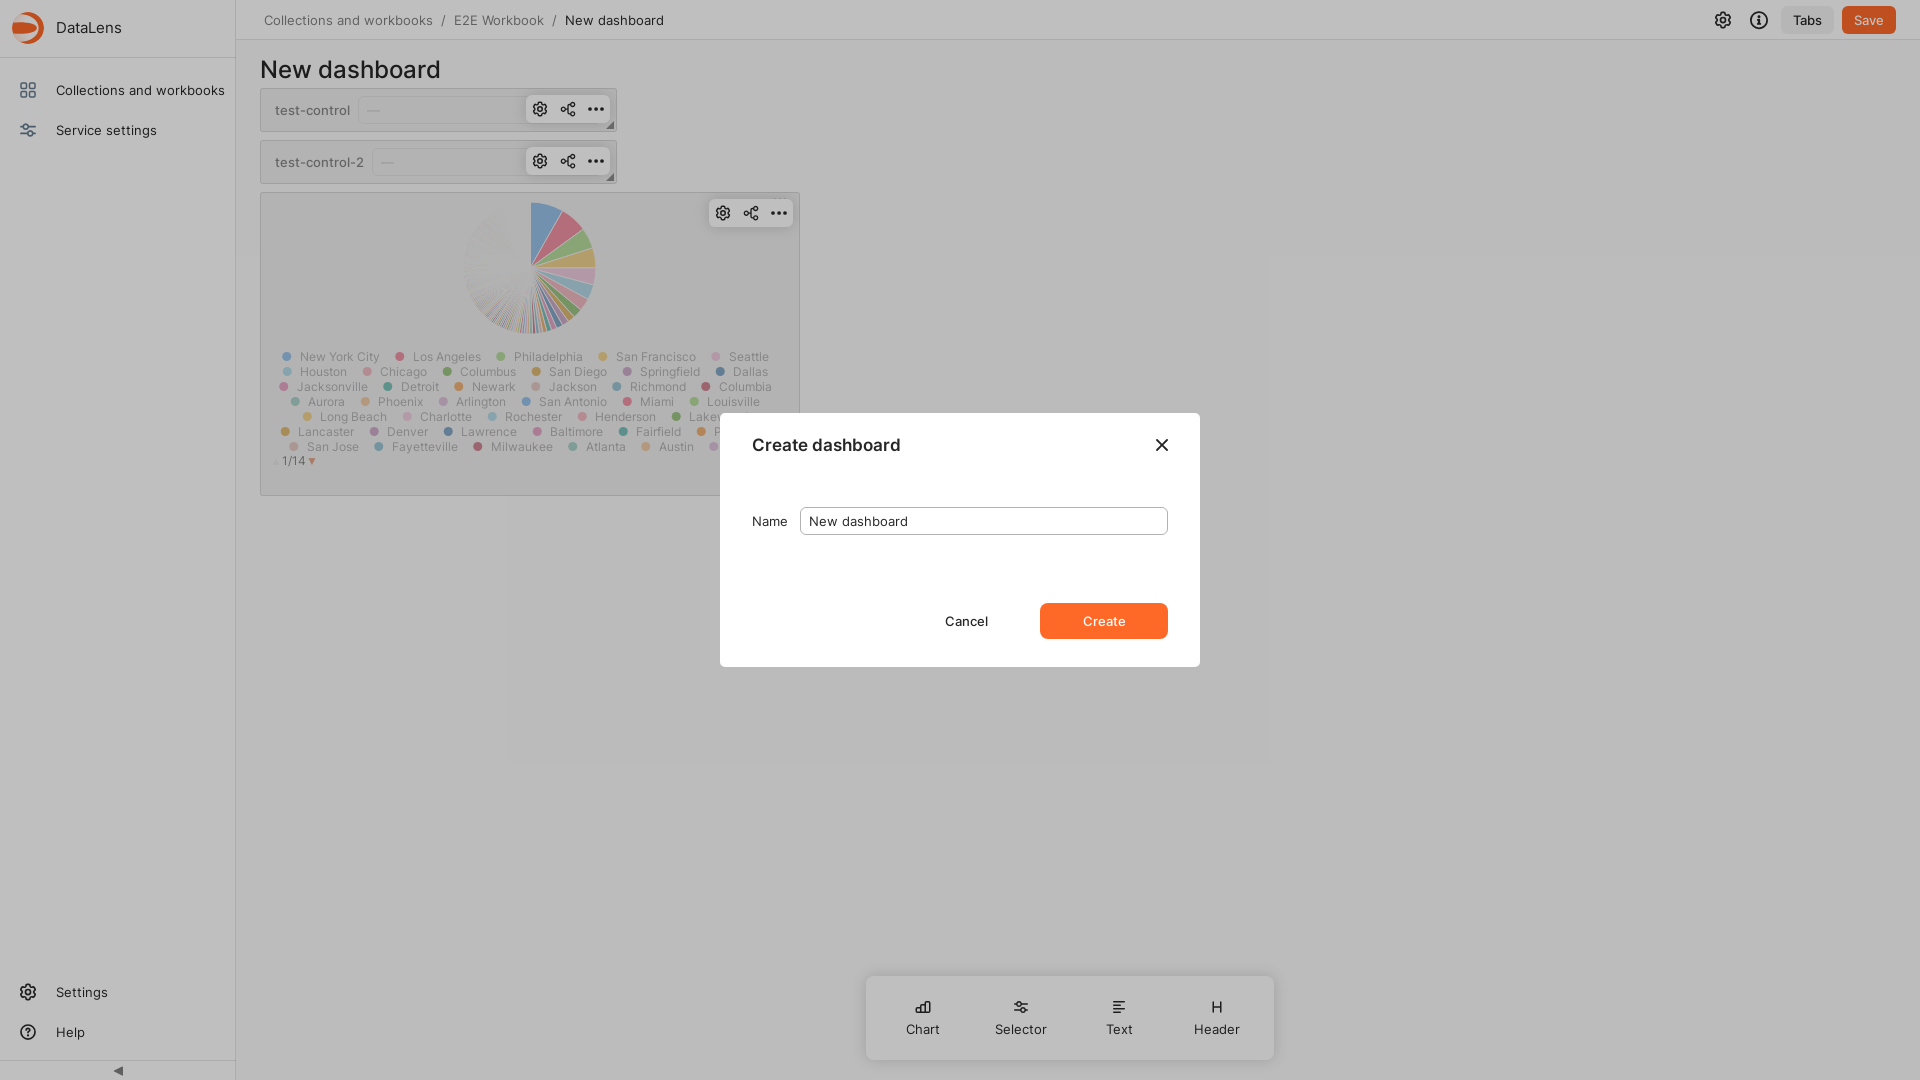 DataLens
Collections and workbooks / E2E Workbook / New dashboard
Tabs
Save
Collections and workbooks
Service settings
New dashboard
test-control —
test-control-2 —
New York City Los Angeles Philadelphia San Francisco Seattle
Houston Chicago Columbus San Diego Springfield Dallas
Jacksonville Detroit Newark Jackson Richmond Columbia
Aurora Phoenix Arlington San Antonio Miami Louisville
Long Beach Charlotte Rochester Henderson
Lancaster Denver Lawrence Baltimore Fairfield
San Jose Fayetteville Milwaukee Atlanta Austin
1/14
Create dashboard
Name New dashboard
Cancel
Create
Chart
Selector
Text
Header
Settings
Help